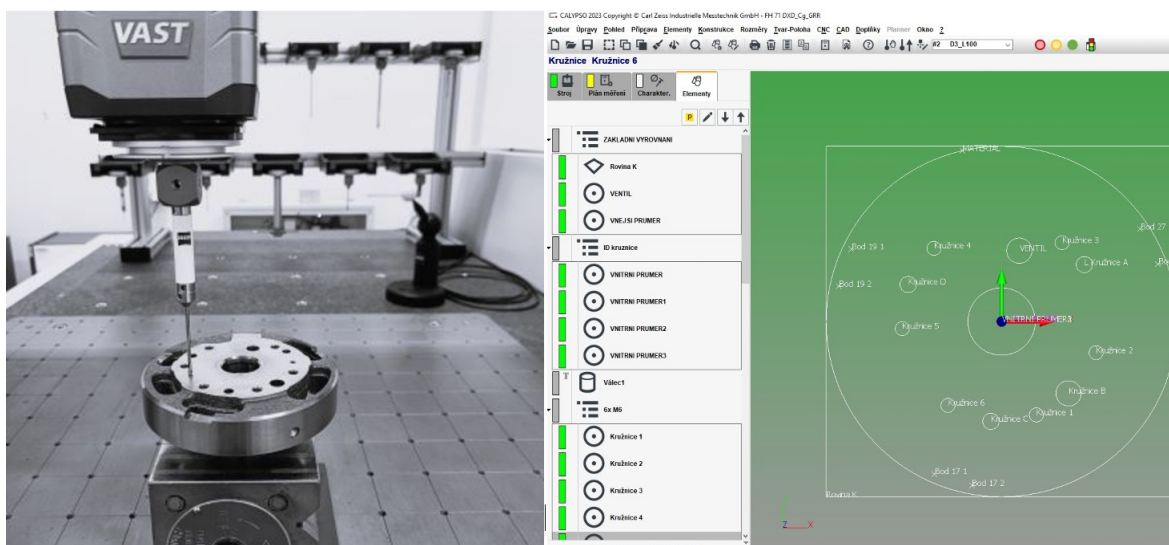 VAST
CALYPSO 2023 Copyright © Carl Zeiss Industrielle Messtechnik GmbH - FH 71 DXD_Cg_GRR
Soubor Úpravy Pohled Příprava Elementy Konstrukce Rozměry Tvar-Poloha CNC CAD Doplňky Planner Okno ?
#2 D3_L100
Kružnice Kružnice 6
Stroj Plán měření Charakter. Elementy
P
ZAKLADNI VYROVNANI
Rovina K
VENTIL
VNEJSI PRUMER
ID kruznice
VNITRNI PRUMER
VNITRNI PRUMER1
VNITRNI PRUMER2
VNITRNI PRUMER3
T Válec1
6x M6
Kružnice 1
Kružnice 2
Kružnice 3
Kružnice 4
MATERIAL
Bod 27
Bod 19 1
Kružnice 4
VENTIL
Kružnice 3
L Kružnice A
Bod 19 2
Kružnice D
Kružnice 5
Kružnice 2
Kružnice 6
Kružnice B
Kružnice C
Kružnice 1
Bod 17 1
Bod 17 2
Rovina K
Z X